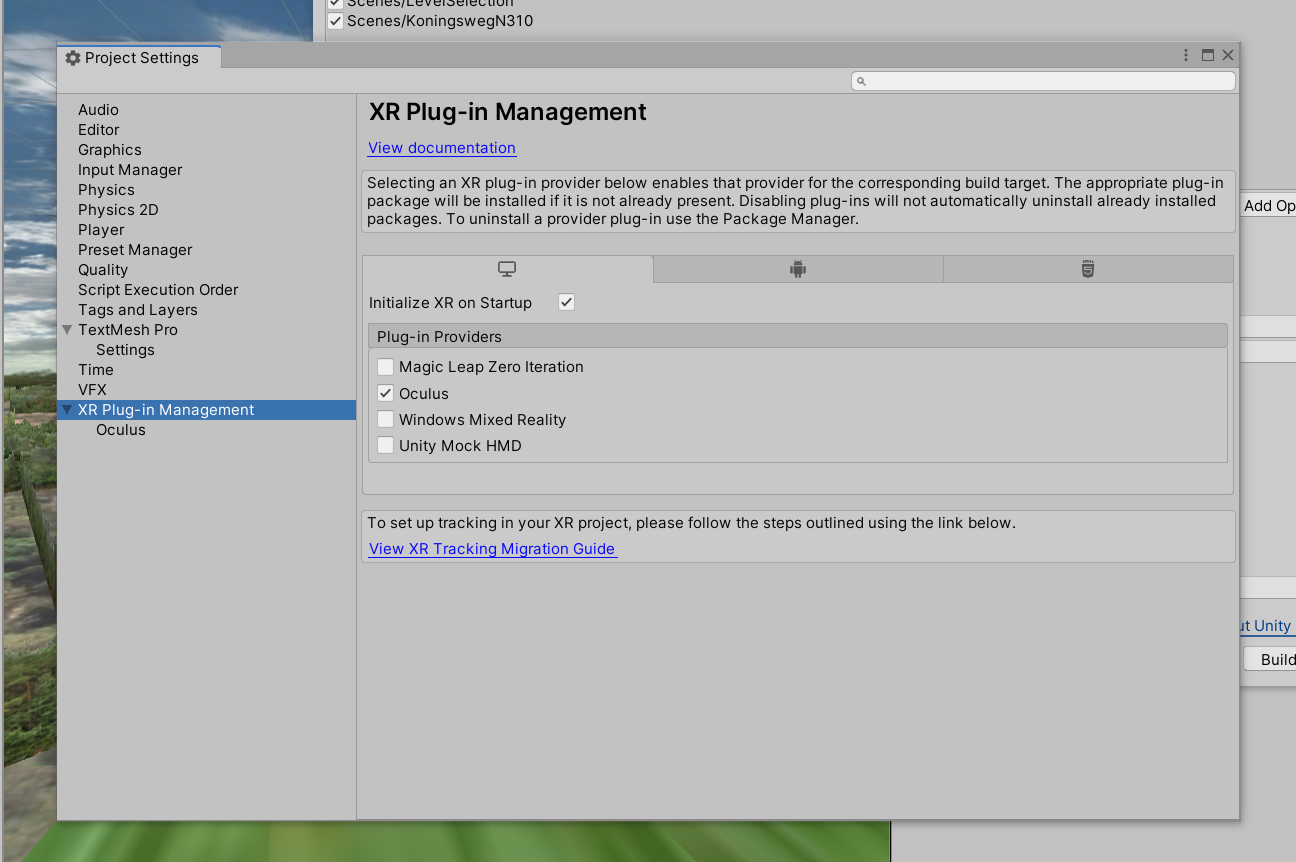 Scenes/LevelSelection
Scenes/KoningswegN310
Project Settings
Audio
Editor
Graphics
Input Manager
Physics
Physics 2D
Player
Preset Manager
Quality
Script Execution Order
Tags and Layers
TextMesh Pro
Settings
Time
VFX
XR Plug-in Management
Oculus
XR Plug-in Management
View documentation
Selecting an XR plug-in provider below enables that provider for the corresponding build target. The appropriate plug-in
package will be installed if it is not already present. Disabling plug-ins will not automatically uninstall already installed
packages. To uninstall a provider plug-in use the Package Manager.
Initialize XR on Startup
Plug-in Providers
Magic Leap Zero Iteration
Oculus
Windows Mixed Reality
Unity Mock HMD
To set up tracking in your XR project, please follow the steps outlined using the link below.
View XR Tracking Migration Guide
Add Op
ut Unity
Build